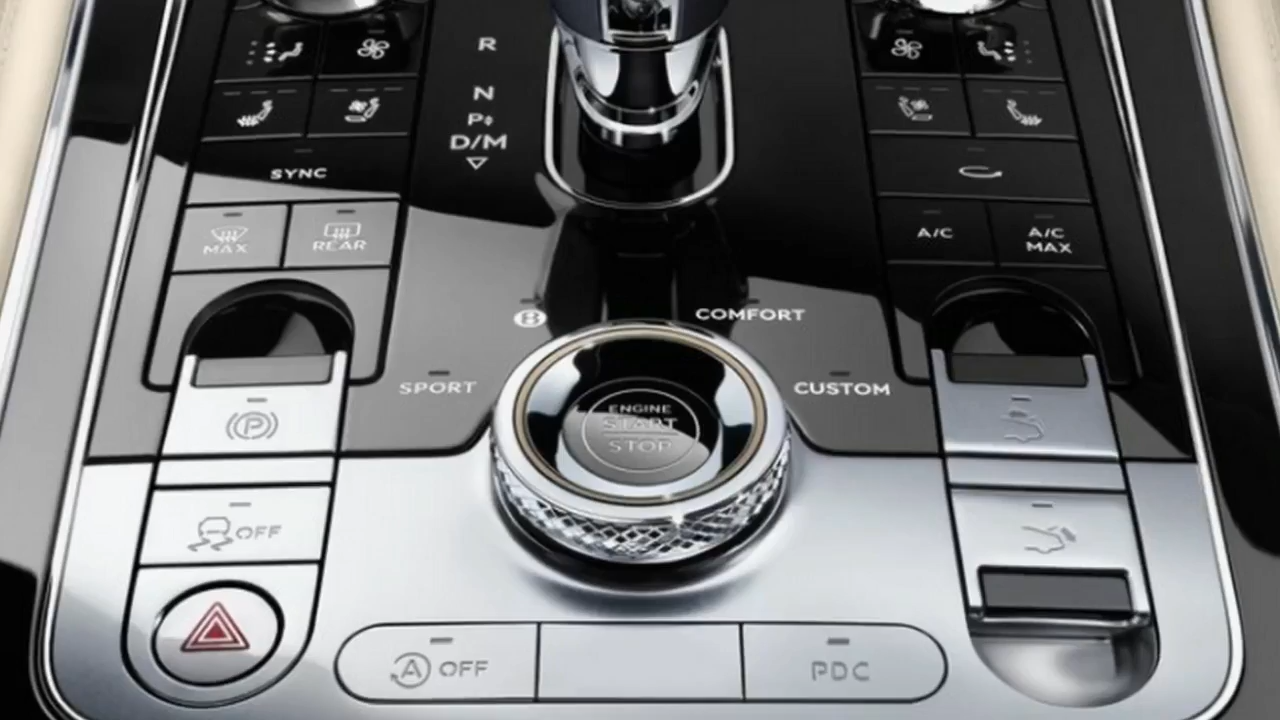 R
N
P
D/M
SYNC
MAX
REAR
A/C
A/C
MAX
B
COMFORT
SPORT
CUSTOM
ENGINE
START
STOP
P
OFF
A OFF
PDC